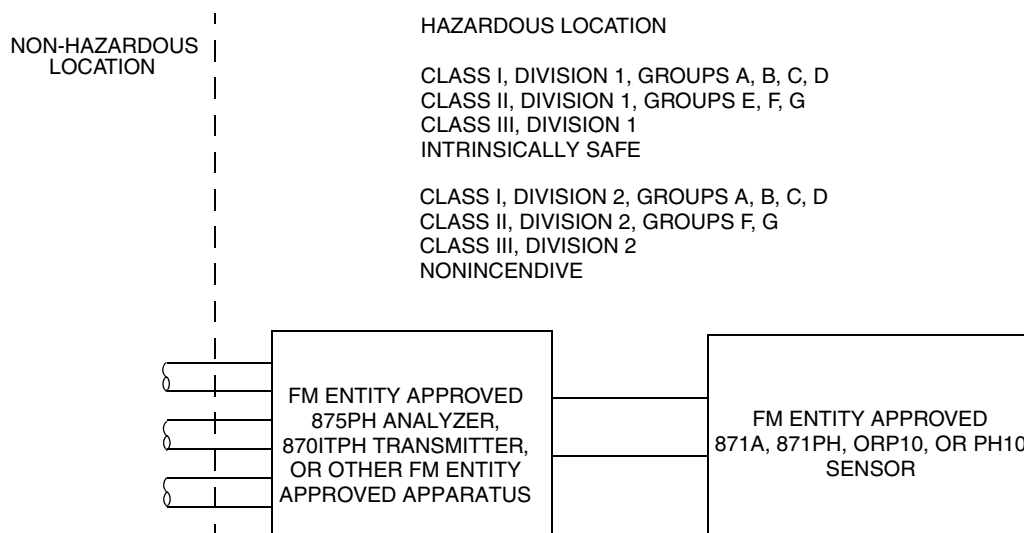 NON-HAZARDOUS
LOCATION
HAZARDOUS LOCATION
CLASS I, DIVISION 1, GROUPS A, B, C, D
CLASS II, DIVISION 1, GROUPS E, F, G
CLASS III, DIVISION 1
INTRINSICALLY SAFE
CLASS I, DIVISION 2, GROUPS A, B, C, D
CLASS II, DIVISION 2, GROUPS F, G
CLASS III, DIVISION 2
NONINCENDIVE
FM ENTITY APPROVED
875PH ANALYZER,
870ITPH TRANSMITTER,
OR OTHER FM ENTITY
APPROVED APPARATUS
FM ENTITY APPROVED
871A, 871PH, ORP10, OR PH10
SENSOR